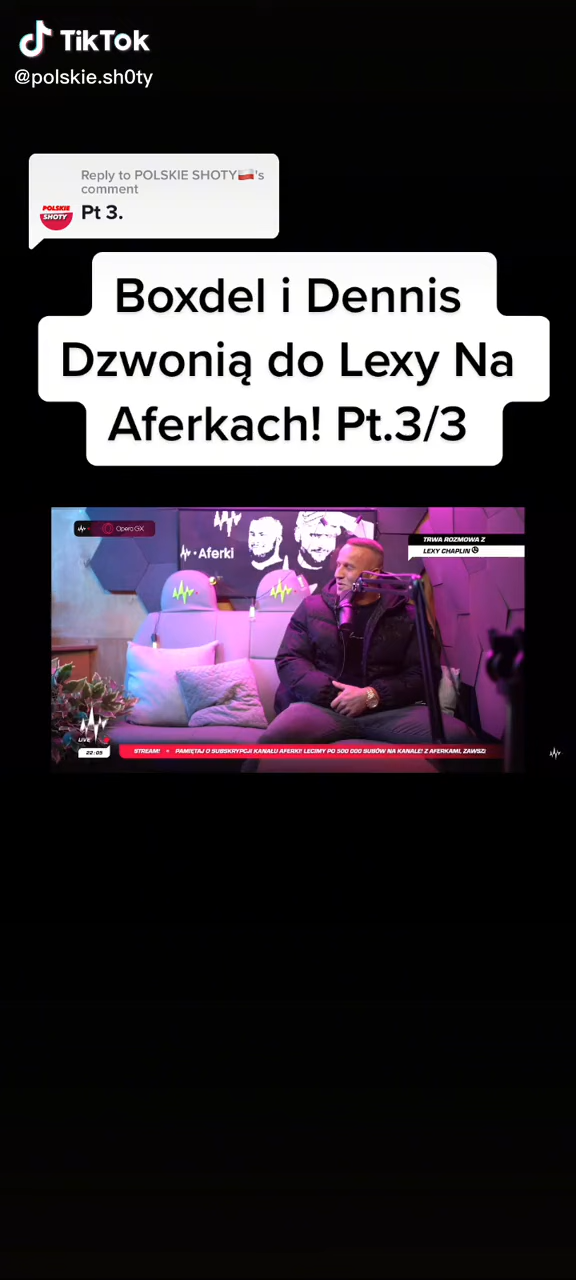 TikTok
@polskie.sh0ty
Reply to POLSKIE SHOTY🇵🇱's
comment
POLSKIE
SHOTY
Pt 3.
Boxdel i Dennis
Dzwonią do Lexy Na
Aferkach! Pt.3/3
Opera GX
Aferki
TRWA ROZMOWA Z
LEXY CHAPLIN
LIVE
22:05
STREAM! • PAMIĘTAJ O SUBSKRYPCJI KANAŁU AFERKI! LECIMY PO 500 000 SUBÓW NA KANALE! Z AFERKAMI, ZAWSZ